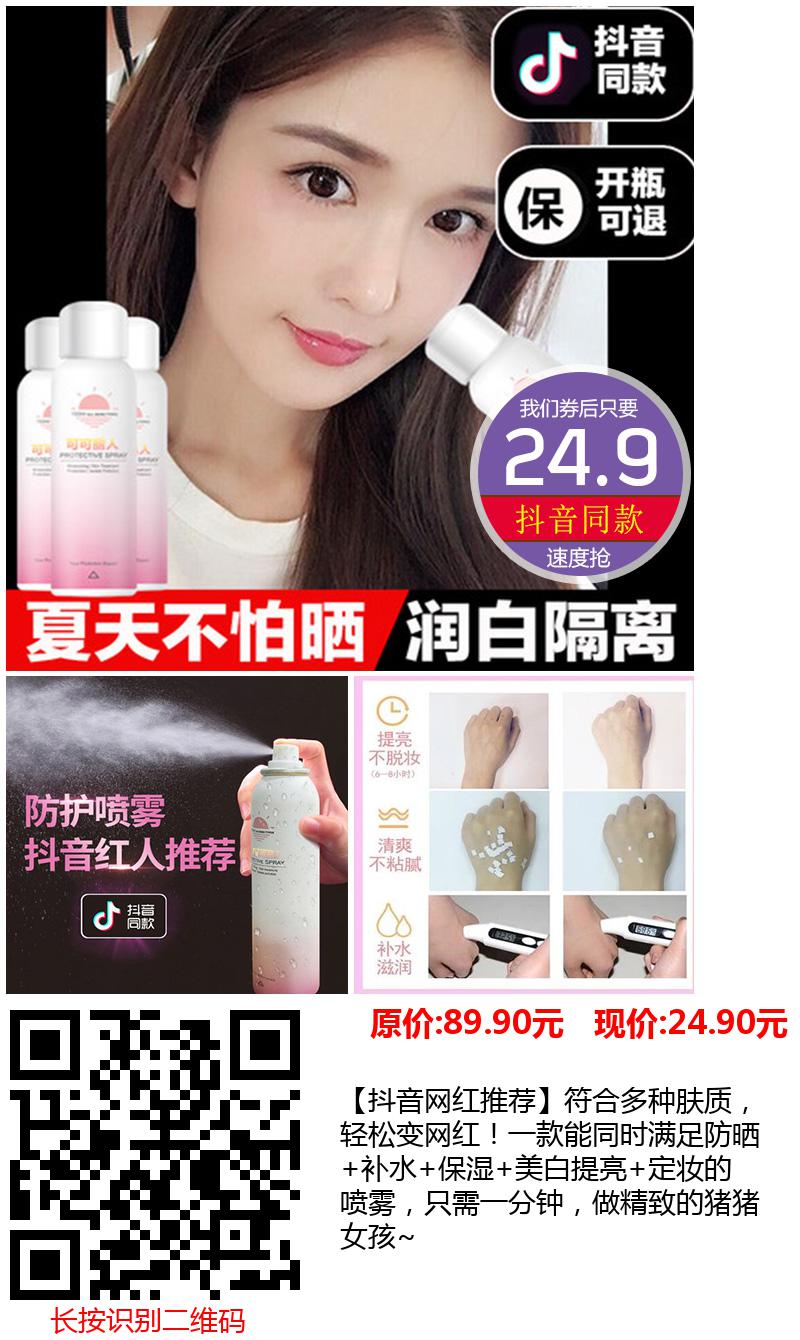 抖音
同款
保
开瓶
可退
可可丽人
PROTECTIVE SPRAY
我们券后只要
24.9
抖音同款
速度抢
夏天不怕晒
润白隔离
防护喷雾
抖音红人推荐
抖音
同款
提亮
不脱妆
(6—8小时)
清爽
不粘腻
补水
滋润
原价:89.90元 现价:24.90元
【抖音网红推荐】符合多种肤质，
轻松变网红！一款能同时满足防晒
+补水+保湿+美白提亮+定妆的
喷雾，只需一分钟，做精致的猪猪
女孩~
长按识别二维码